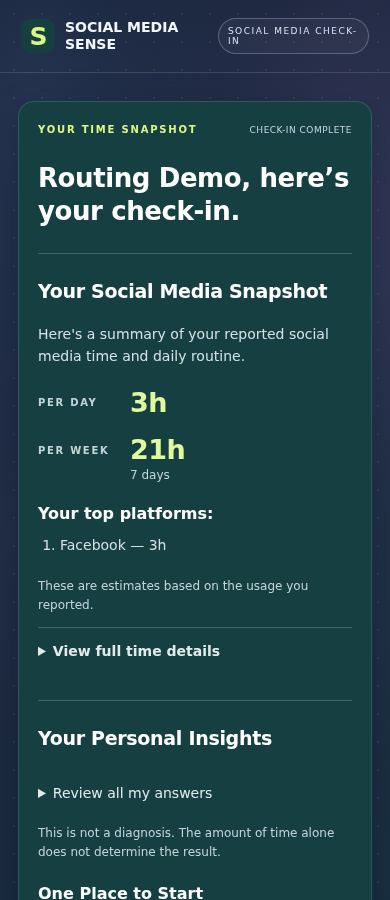 S
SOCIAL MEDIA
SENSE
SOCIAL MEDIA CHECK-
IN
YOUR TIME SNAPSHOT
CHECK-IN COMPLETE
Routing Demo, here’s
your check-in.
Your Social Media Snapshot
Here's a summary of your reported social
media time and daily routine.
PER DAY 3h
PER WEEK 21h
7 days
Your top platforms:
1. Facebook — 3h
These are estimates based on the usage you
reported.
View full time details
Your Personal Insights
Review all my answers
This is not a diagnosis. The amount of time alone
does not determine the result.
One Place to Start